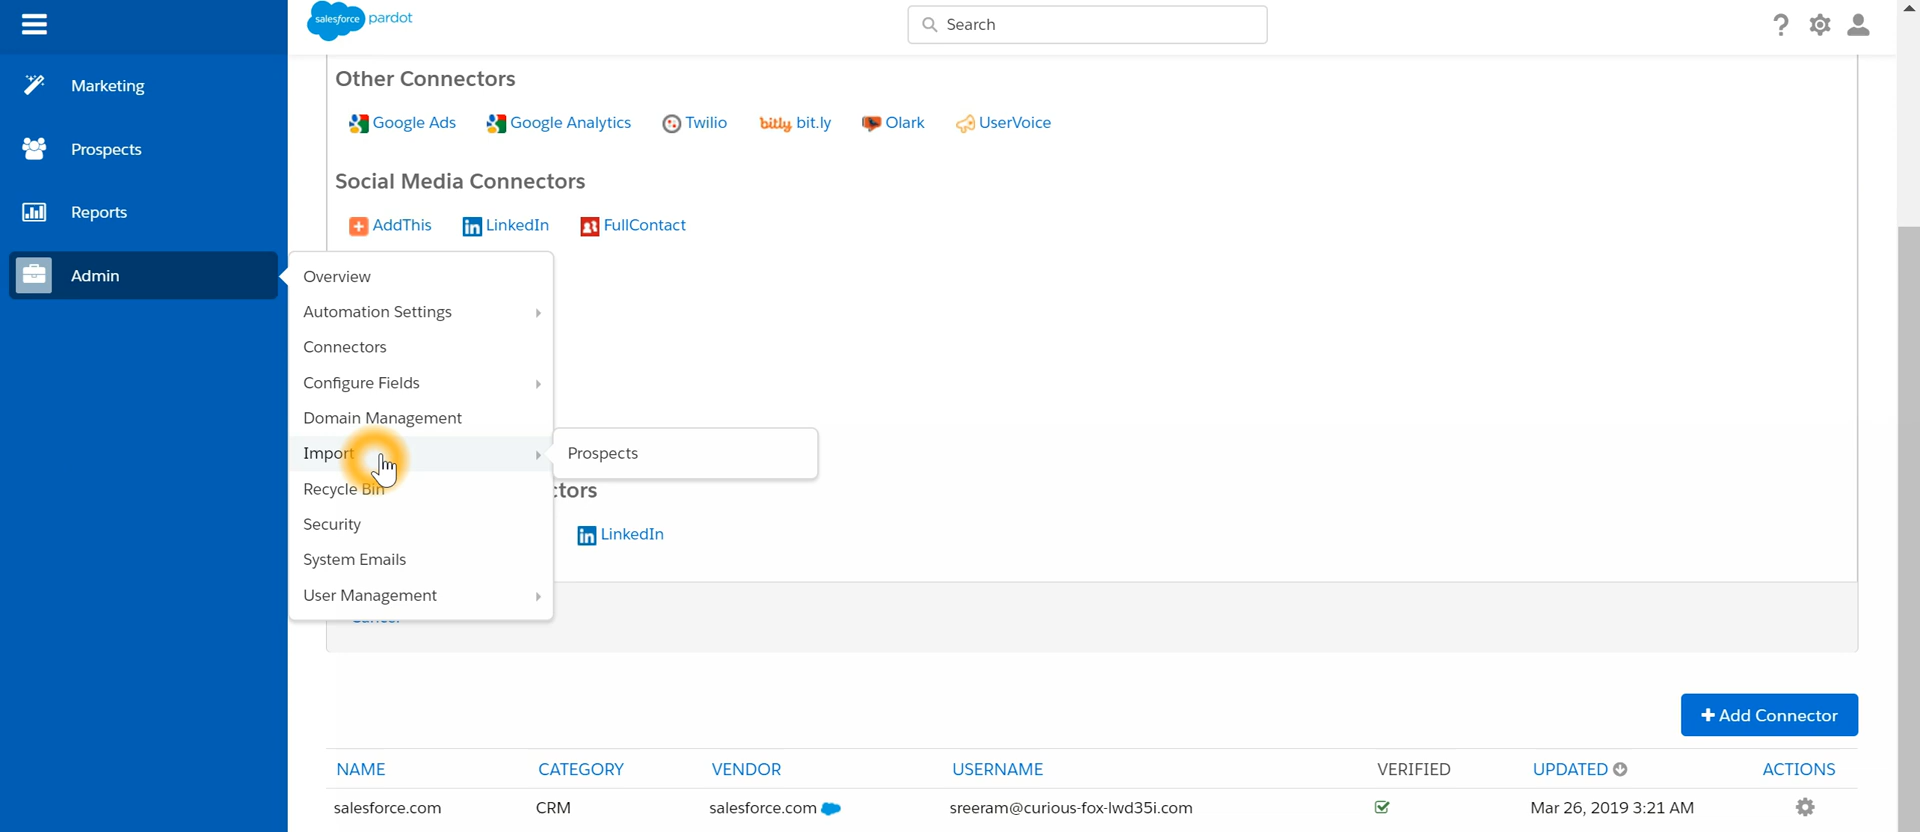 salesforce pardot
Search
Marketing
Prospects
Reports
Admin
Other Connectors
Google Ads Google Analytics Twilio bitly bit.ly Olark UserVoice
Social Media Connectors
AddThis LinkedIn FullContact
Overview
Automation Settings
Connectors
Configure Fields
Domain Management
Import
Prospects
Recycle Bin
Security
System Emails
User Management
LinkedIn
Cancel
+ Add Connector
NAME CATEGORY VENDOR USERNAME VERIFIED UPDATED ACTIONS
salesforce.com CRM salesforce.com sreeram@curious-fox-lwd35i.com Mar 26, 2019 3:21 AM